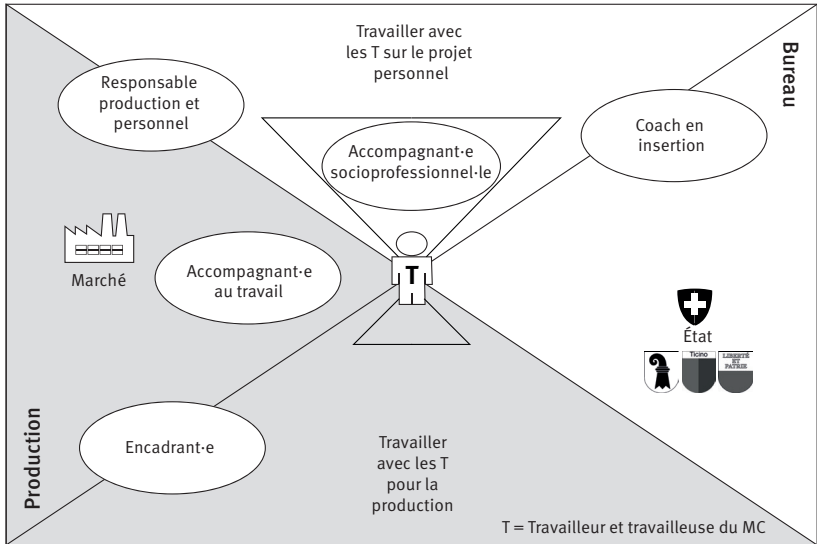 Travailler avec
les T sur le projet
personnel
Bureau
Responsable
production et
personnel
Coach en
insertion
Accompagnant·e
socioprofessionnel·le
T
Marché
Accompagnant·e
au travail
État
Ticino
LIBERTÉ
ET
PATRIE
Production
Encadrant·e
Travailler
avec les T
pour la
production
T = Travailleur et travailleuse du MC